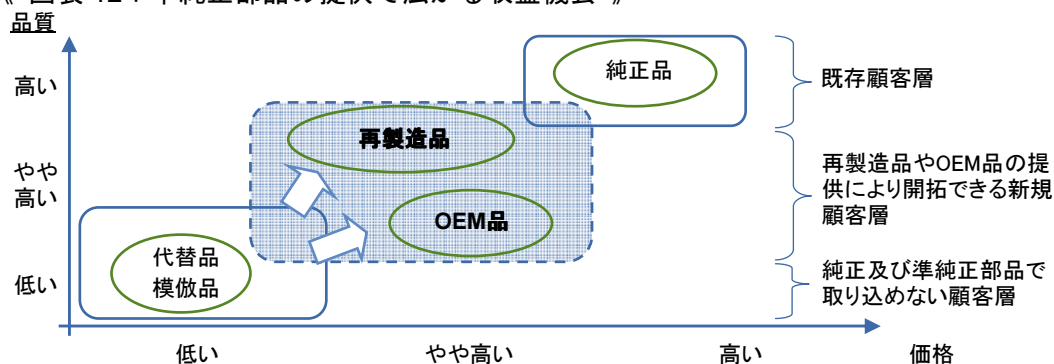 品質
高い
やや
高い
低い
純正品
再製造品
OEM品
代替品
模倣品
既存顧客層
再製造品やOEM品の提
供により開拓できる新規
顧客層
純正及び準純正部品で
取り込めない顧客層
低い
やや高い
高い
価格